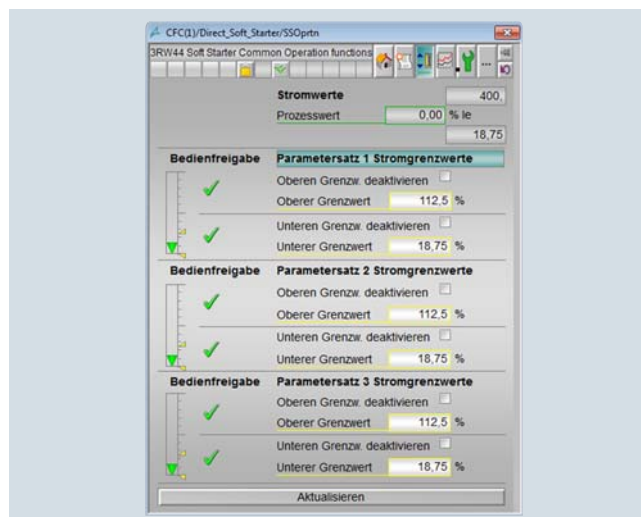 CFC(1)/Direct_Soft_Starter/SSOprtn
3RW44 Soft Starter Common Operation functions
...
Stromwerte 400,
Prozesswert 0,00 % Ie
18,75
Bedienfreigabe Parametersatz 1 Stromgrenzwerte
Oberen Grenzw. deaktivieren
Oberer Grenzwert 112,5 %
Unteren Grenzw. deaktivieren
Unterer Grenzwert 18,75 %
Bedienfreigabe Parametersatz 2 Stromgrenzwerte
Oberen Grenzw. deaktivieren
Oberer Grenzwert 112,5 %
Unteren Grenzw. deaktivieren
Unterer Grenzwert 18,75 %
Bedienfreigabe Parametersatz 3 Stromgrenzwerte
Oberen Grenzw. deaktivieren
Oberer Grenzwert 112,5 %
Unteren Grenzw. deaktivieren
Unterer Grenzwert 18,75 %
Aktualisieren